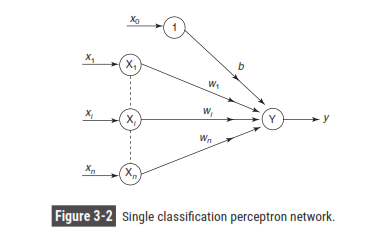 x₀ 1
b
x₁ X₁
w₁
xᵢ Xᵢ wᵢ Y y
wₙ
xₙ Xₙ
Figure 3-2 Single classification perceptron network.